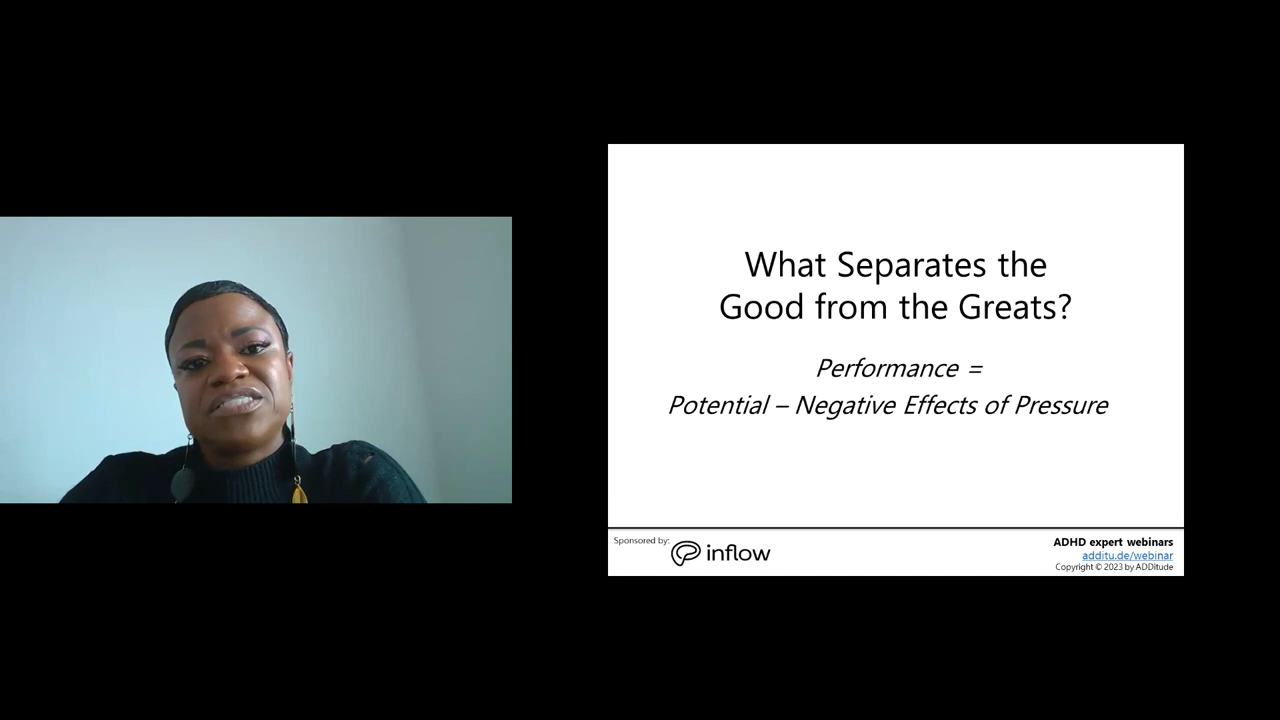 What Separates the
Good from the Greats?
Performance =
Potential – Negative Effects of Pressure
Sponsored by:
inflow
ADHD expert webinars
additu.de/webinar
Copyright © 2023 by ADDitude